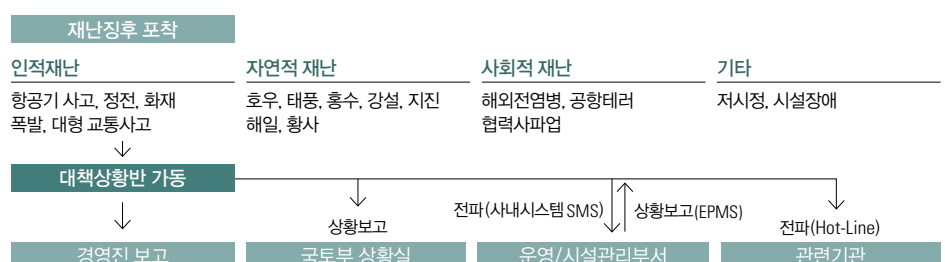 재난징후 포착
인적재난
항공기 사고, 정전, 화재
폭발, 대형 교통사고
자연적 재난
호우, 태풍, 홍수, 강설, 지진
해일, 황사
사회적 재난
해외전염병, 공항테러
협력사파업
기타
저시정, 시설장애
대책상황반 가동
상황보고
전파(사내시스템 SMS)
상황보고(EPMS)
전파(Hot-Line)
경영진 보고
국토부 상황실
운영/시설관리부서
관련기관